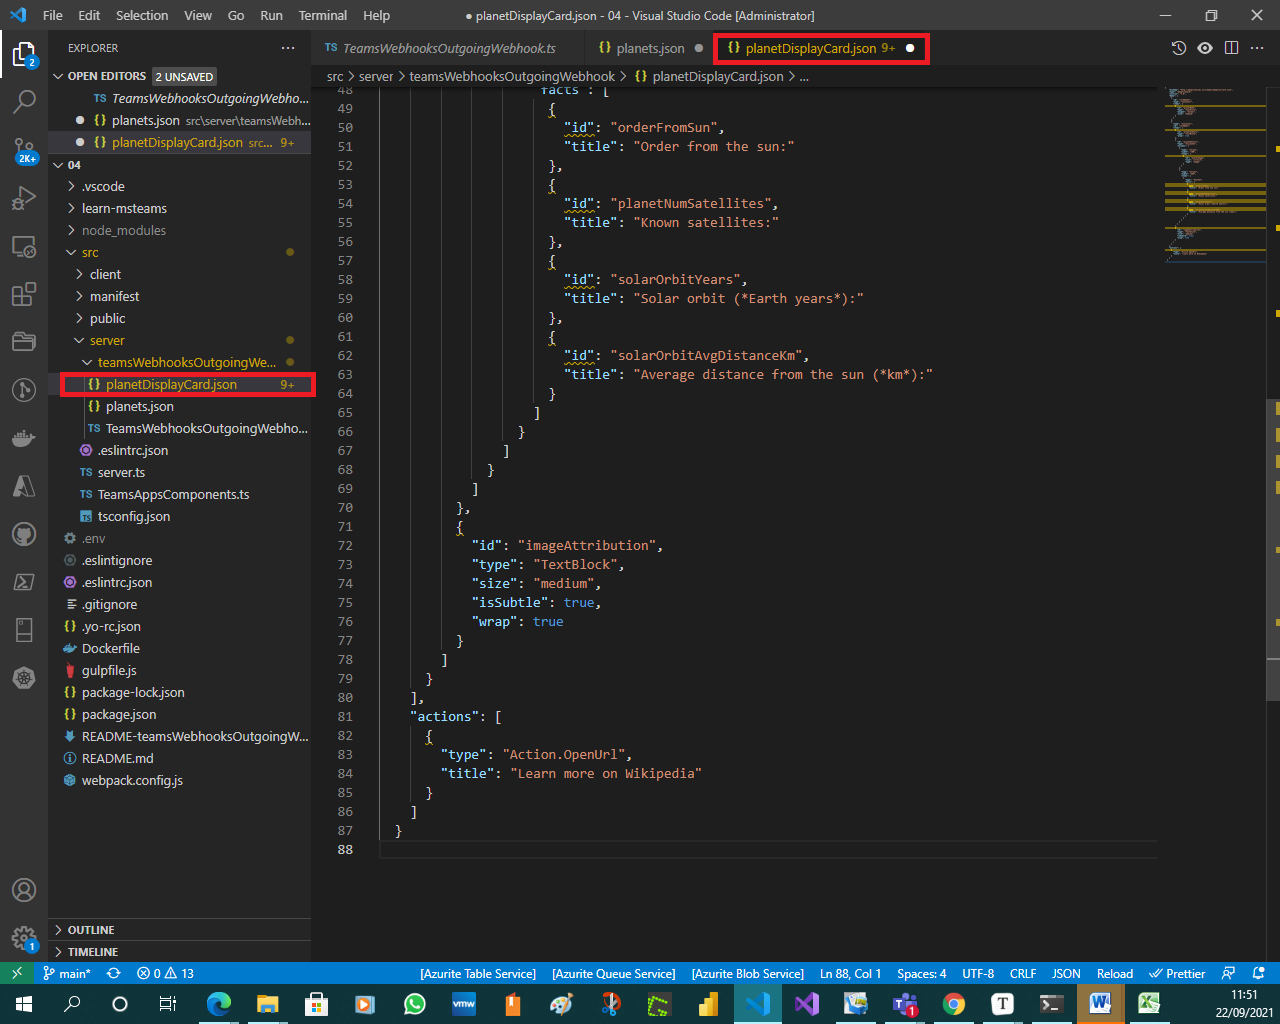 File Edit Selection View Go Run Terminal Help
● planetDisplayCard.json - 04 - Visual Studio Code [Administrator]
EXPLORER
OPEN EDITORS 2 UNSAVED
TS TeamsWebhooksOutgoingWebho...
● {} planets.json src\server\teamsWebh...
● {} planetDisplayCard.json src... 9+
04
.vscode
learn-msteams
node_modules
src
client
manifest
public
server
teamsWebhooksOutgoingWe...
{} planetDisplayCard.json 9+
{} planets.json
TS TeamsWebhooksOutgoingWebho...
.eslintrc.json
TS server.ts
TS TeamsAppsComponents.ts
tsconfig.json
.env
.eslintignore
.eslintrc.json
.gitignore
{} .yo-rc.json
Dockerfile
gulpfile.js
{} package-lock.json
{} package.json
README-teamsWebhooksOutgoingW...
README.md
webpack.config.js
OUTLINE
TIMELINE
2
2K+
1
TS TeamsWebhooksOutgoingWebhook.ts
{} planets.json ●
{} planetDisplayCard.json 9+ ●
src > server > teamsWebhooksOutgoingWebhook > {} planetDisplayCard.json > ...
48 "facts": [
49 {
50 "id": "orderFromSun",
51 "title": "Order from the sun:"
52 },
53 {
54 "id": "planetNumSatellites",
55 "title": "Known satellites:"
56 },
57 {
58 "id": "solarOrbitYears",
59 "title": "Solar orbit (*Earth years*):"
60 },
61 {
62 "id": "solarOrbitAvgDistanceKm",
63 "title": "Average distance from the sun (*km*):"
64 }
65 ]
66 }
67 ]
68 }
69 ]
70 },
71 {
72 "id": "imageAttribution",
73 "type": "TextBlock",
74 "size": "medium",
75 "isSubtle": true,
76 "wrap": true
77 }
78 ]
79 }
80 ],
81 "actions": [
82 {
83 "type": "Action.OpenUrl",
84 "title": "Learn more on Wikipedia"
85 }
86 ]
87 }
88
main* 0 13 [Azurite Table Service] [Azurite Queue Service] [Azurite Blob Service] Ln 88, Col 1 Spaces: 4 UTF-8 CRLF JSON Reload Prettier
vmw
T 1
T
W
X
11:51
22/09/2021